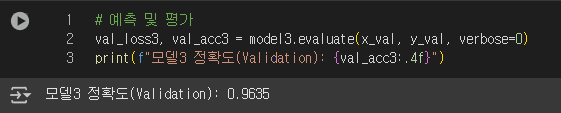 1 # 예측 및 평가
2 val_loss3, val_acc3 = model3.evaluate(x_val, y_val, verbose=0)
3 print(f"모델3 정확도(Validation): {val_acc3:.4f}")
모델3 정확도(Validation): 0.9635